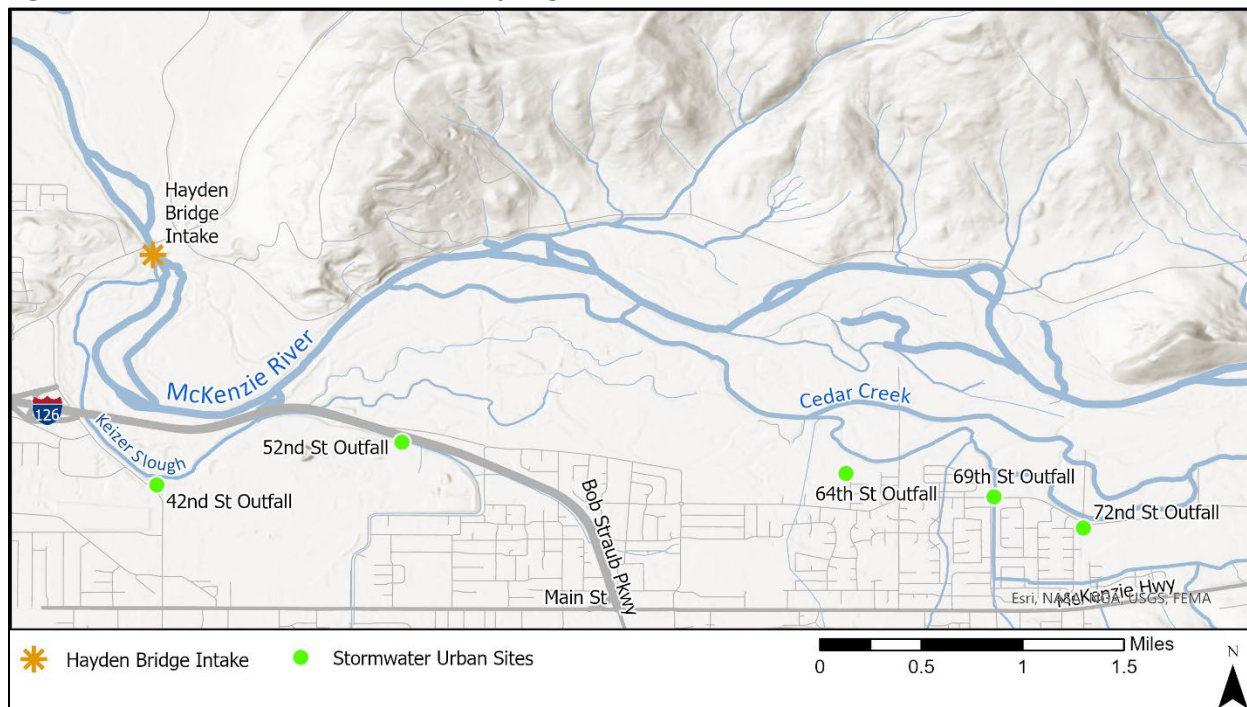 Hayden
Bridge
Intake
McKenzie River
126
Keizer Slough
42nd St Outfall
52nd St Outfall
Bob Straub Pkwy
Cedar Creek
64th St Outfall
69th St Outfall
72nd St Outfall
Main St
McKenzie Hwy
Esri, NASA, NGA, USGS, FEMA
Hayden Bridge Intake
Stormwater Urban Sites
Miles
0 0.5 1 1.5
N